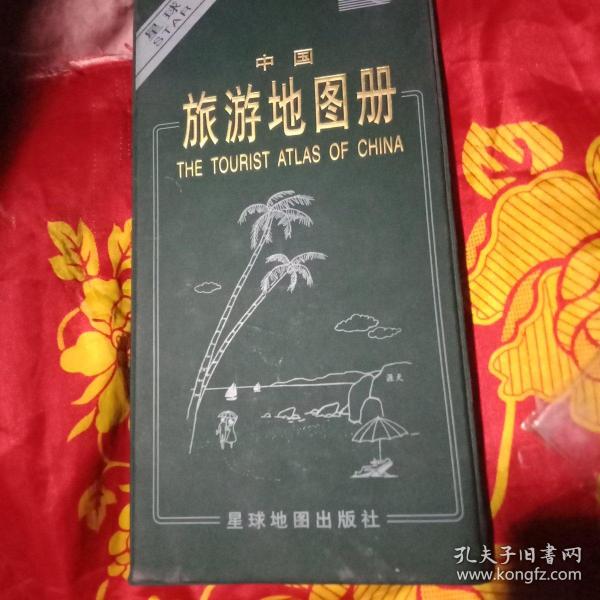 星球
STAR
中国
旅游地图册
THE TOURIST ATLAS OF CHINA
星球地图出版社
孔夫子旧书网
www.kongfz.com